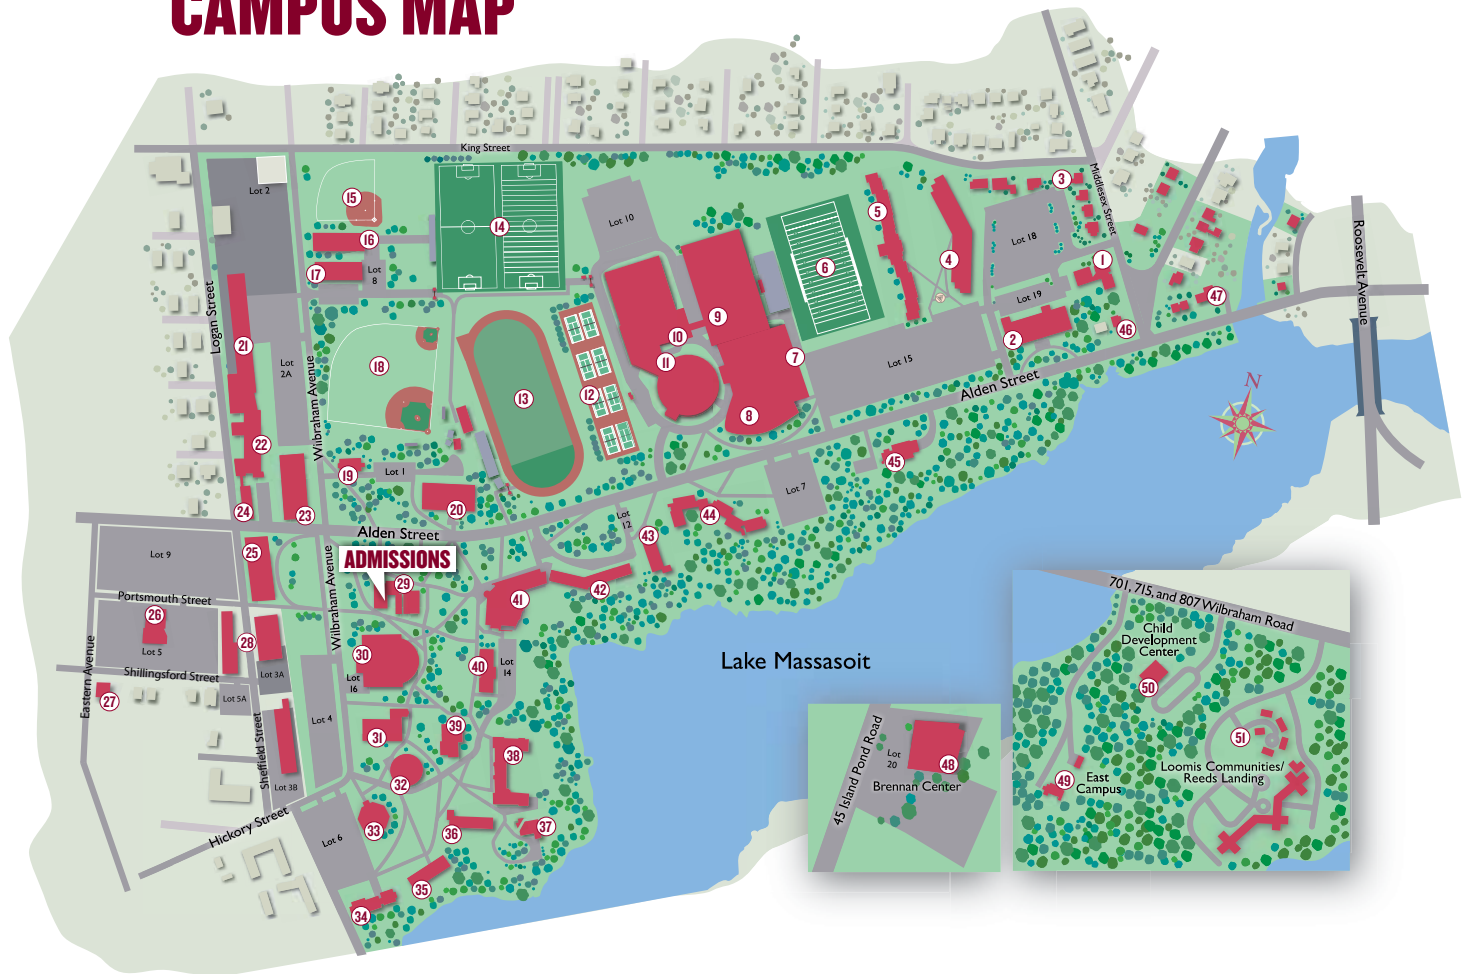 CAMPUS MAP
King Street
Lot 2
15
16
17
Lot
8
14
Lot 10
5
6
4
3
Middlesex Street
Lot 18
1
Lot 19
2
46
47
Roosevelt Avenue
Logan Street
21
Lot
2A
Wilbraham Avenue
18
13
12
9
10
11
7
8
Lot 15
Alden Street
N
22
19
Lot 1
20
24
23
45
Lot 7
44
Lot
12
43
Alden Street
ADMISSIONS
Lot 9
25
29
42
41
Portsmouth Street
26
Lot 5
28
Wilbraham Avenue
30
Lot
16
40
Lot
14
Lake Massasoit
Shillingsford Street
Lot 3A
Lot 5A
Eastern Avenue
27
Sheffield Street
Lot 4
31
39
38
32
Lot 3B
Hickory Street
Lot 6
33
36
37
35
34
45 Island Pond Road
Lot
20
48
Brennan Center
701, 715, and 807 Wilbraham Road
Child
Development
Center
50
51
Loomis Communities/
Reeds Landing
49
East
Campus